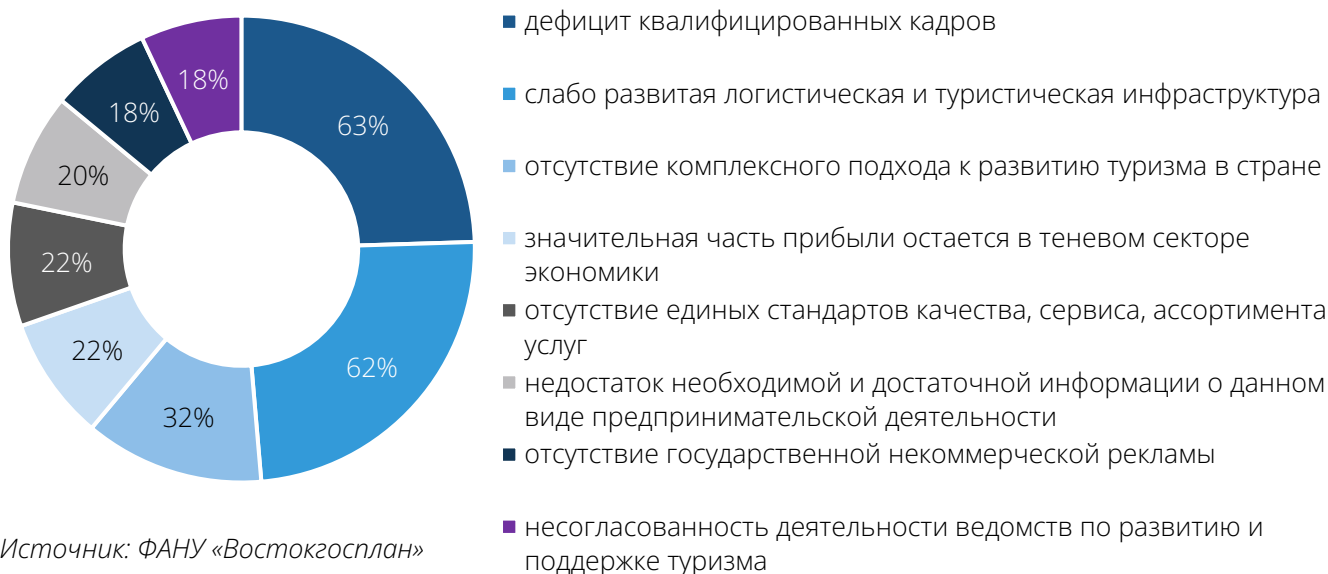 63%
62%
32%
22%
22%
20%
18%
18%
дефицит квалифицированных кадров
слабо развитая логистическая и туристическая инфраструктура
отсутствие комплексного подхода к развитию туризма в стране
значительная часть прибыли остается в теневом секторе
экономики
отсутствие единых стандартов качества, сервиса, ассортимента
услуг
недостаток необходимой и достаточной информации о данном
виде предпринимательской деятельности
отсутствие государственной некоммерческой рекламы
несогласованность деятельности ведомств по развитию и
поддержке туризма
Источник: ФАНУ «Востокгосплан»